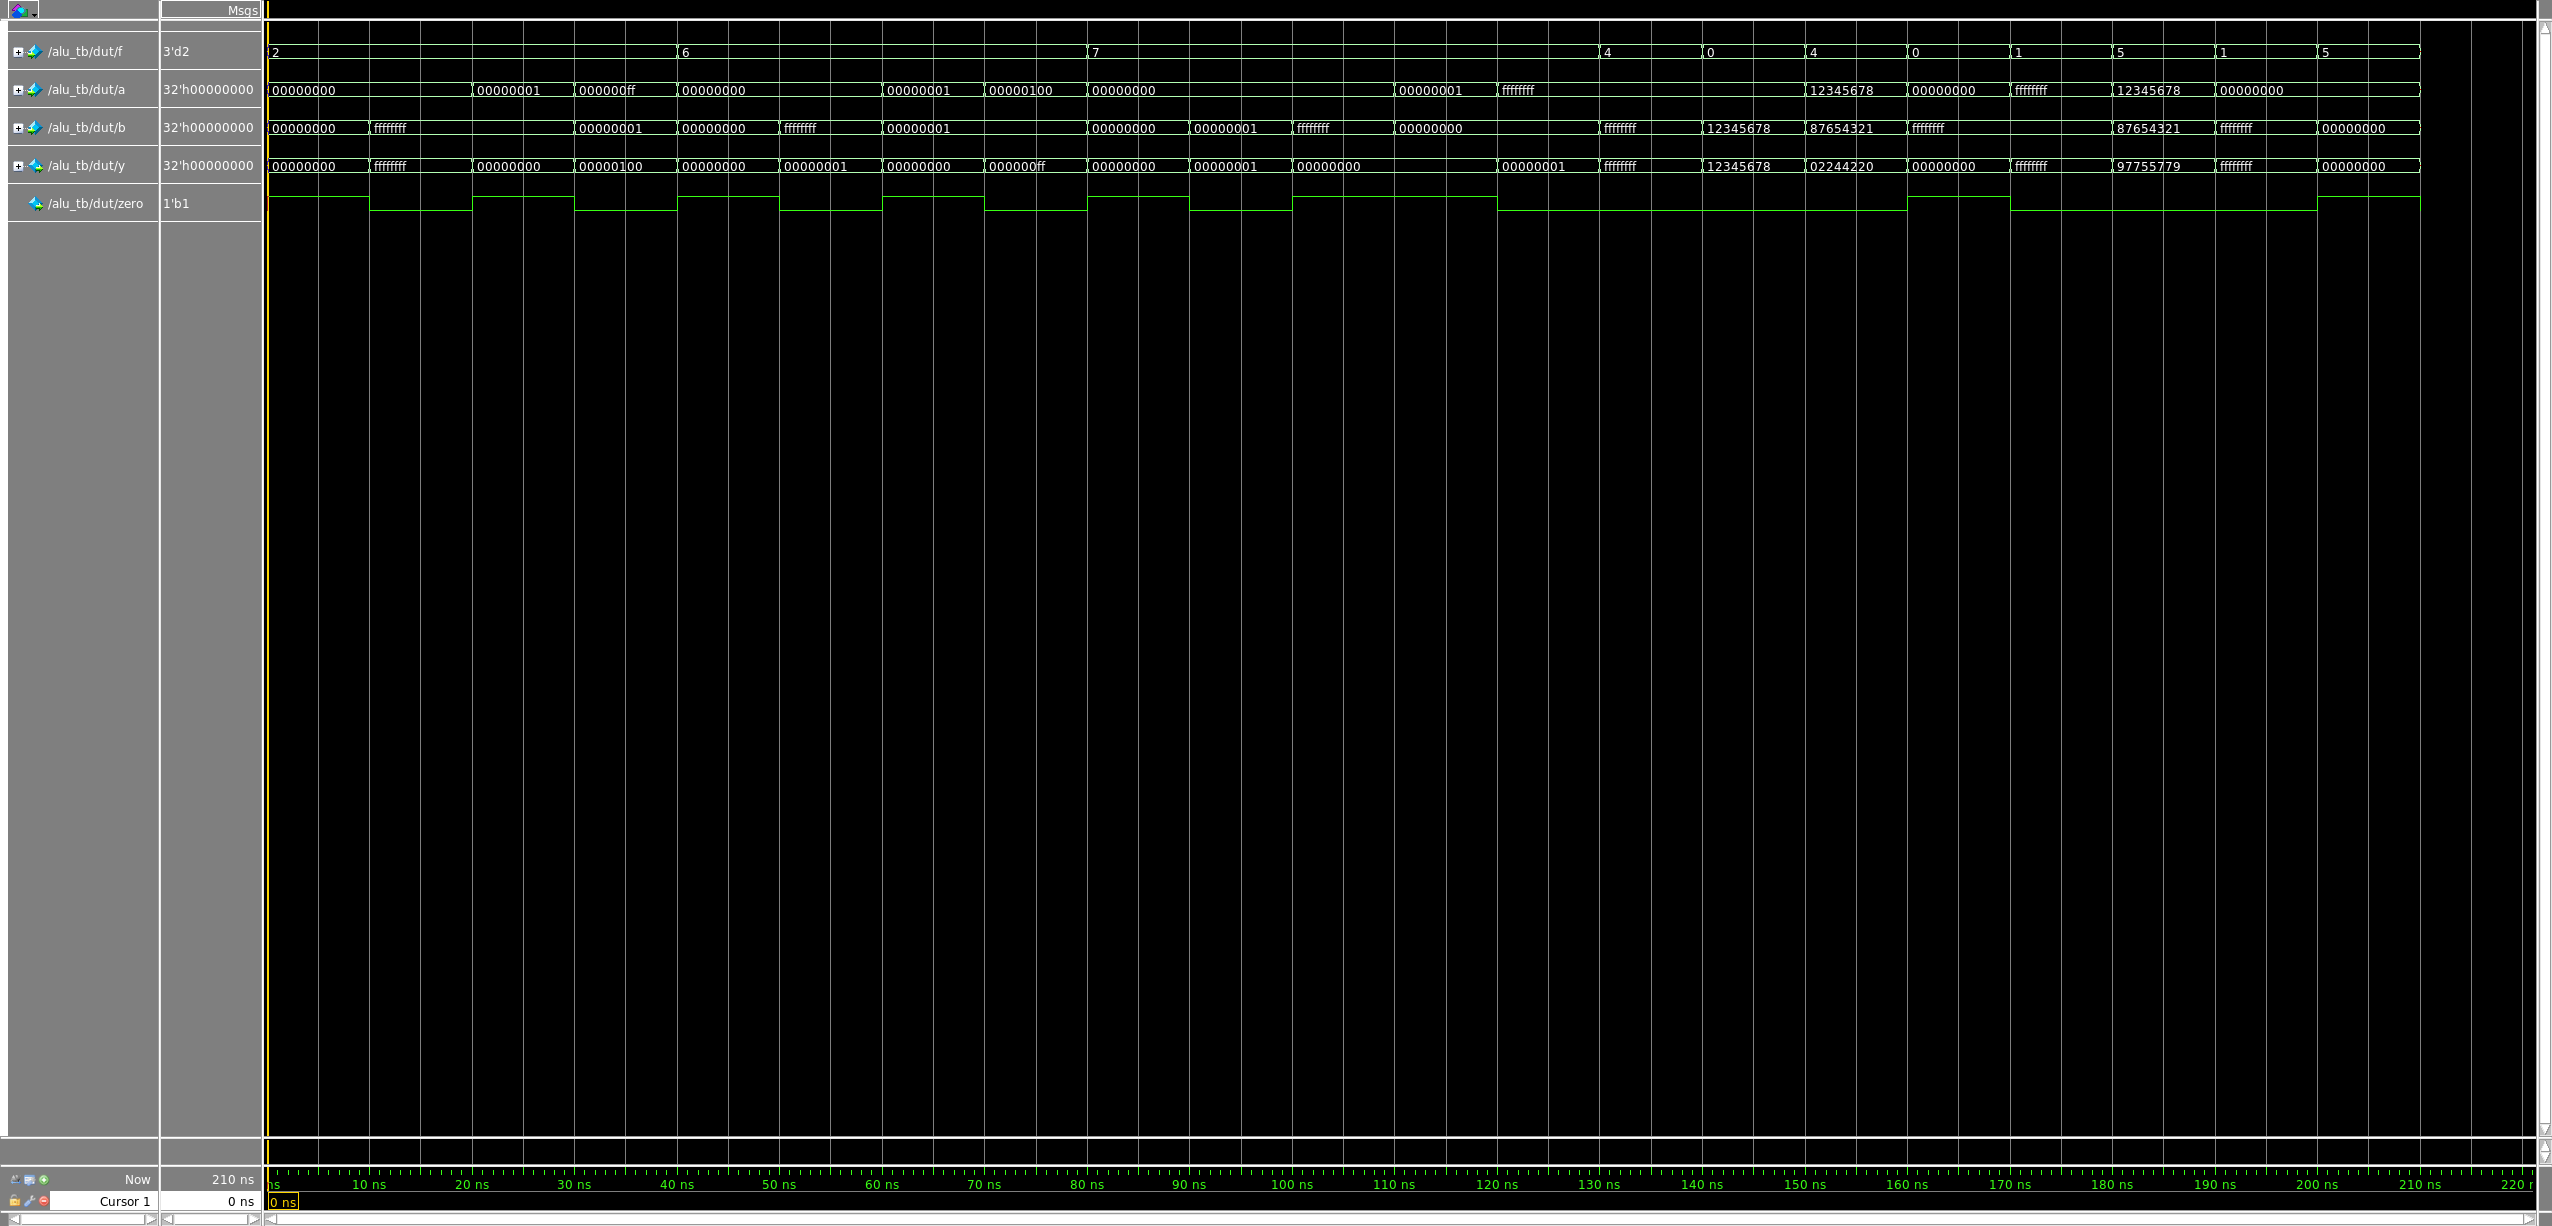 Msgs
/alu_tb/dut/f 3'd2 2 6 7 4 0 4 0 1 5 1 5
/alu_tb/dut/a 32'h00000000 00000000 00000001 000000ff 00000000 00000001 00000100 00000000 00000001 ffffffff 12345678 00000000 ffffffff 12345678 00000000
/alu_tb/dut/b 32'h00000000 00000000 ffffffff 00000001 00000000 ffffffff 00000001 00000000 00000001 ffffffff 00000000 ffffffff 12345678 87654321 ffffffff 87654321 ffffffff 00000000
/alu_tb/dut/y 32'h00000000 00000000 ffffffff 00000000 00000100 00000000 00000001 00000000 000000ff 00000000 00000001 00000000 00000001 ffffffff 12345678 02244220 00000000 ffffffff 97755779 ffffffff 00000000
/alu_tb/dut/zero 1'b1
Now 210 ns ns 10 ns 20 ns 30 ns 40 ns 50 ns 60 ns 70 ns 80 ns 90 ns 100 ns 110 ns 120 ns 130 ns 140 ns 150 ns 160 ns 170 ns 180 ns 190 ns 200 ns 210 ns 220
Cursor 1 0 ns 0 ns